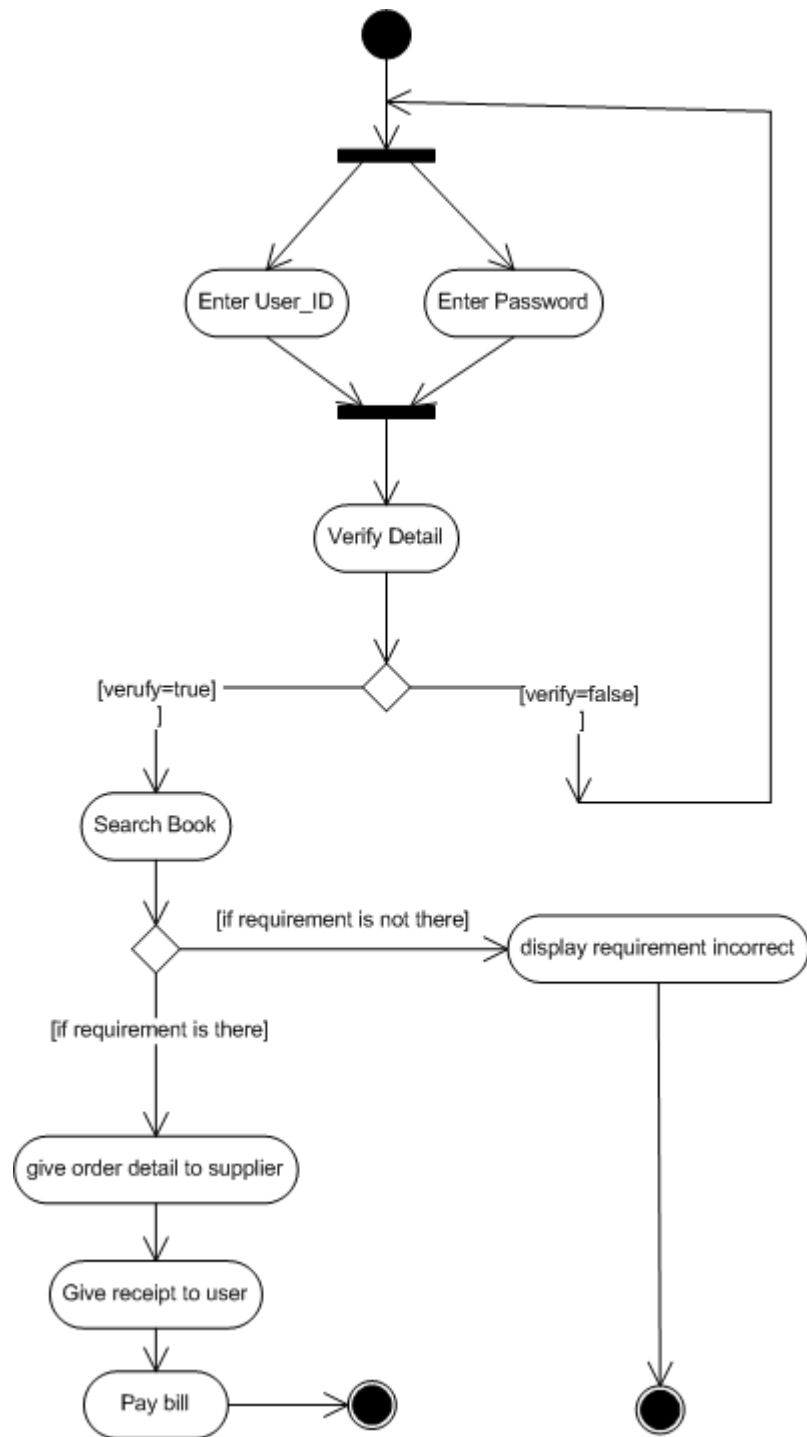 Enter User_ID
Enter Password
Verify Detail
[verufy=true]
]
[verify=false]
]
Search Book
[if requirement is not there]
display requirement incorrect
[if requirement is there]
give order detail to supplier
Give receipt to user
Pay bill